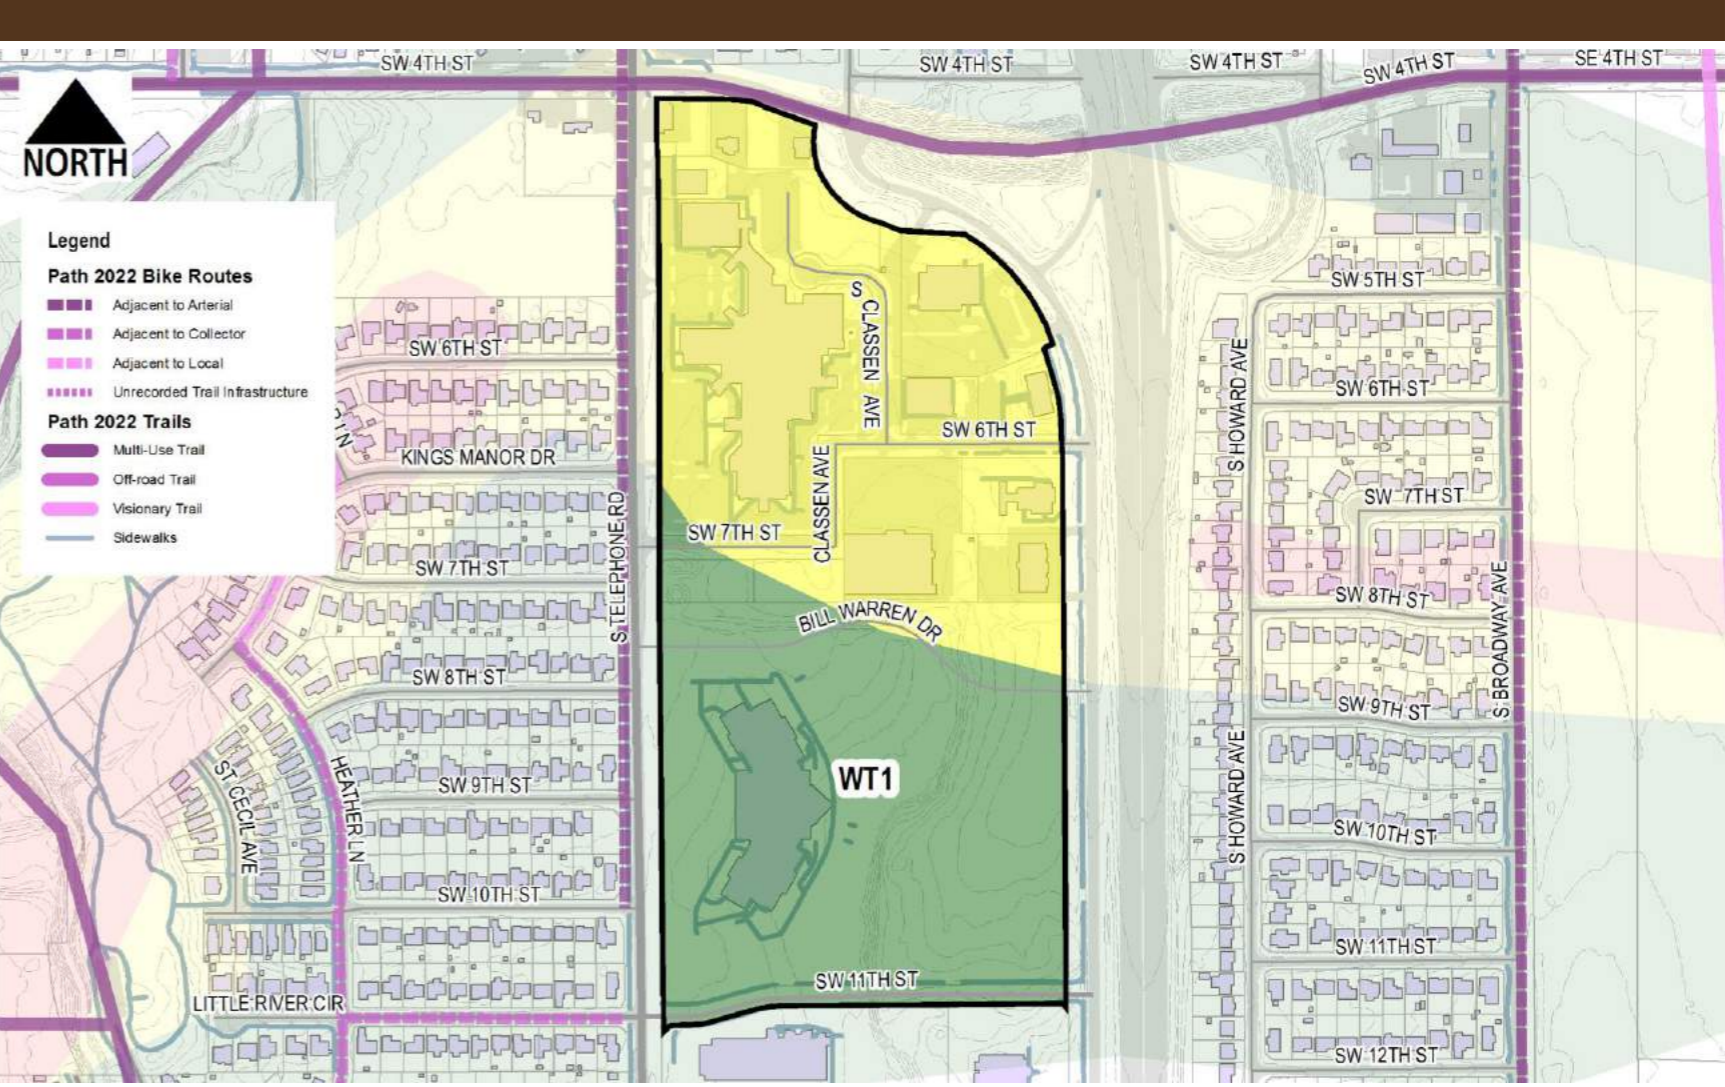 SW 4TH ST
SW 4TH ST
SW 4TH ST
SW 4TH ST
SE 4TH ST
NORTH
Legend
Path 2022 Bike Routes
Adjacent to Arterial
Adjacent to Collector
Adjacent to Local
Unrecorded Trail Infrastructure
Path 2022 Trails
Multi-Use Trail
Off-road Trail
Visionary Trail
Sidewalks
SW 5TH ST
S CLASSEN AVE
SW 6TH ST
SW 6TH ST
S HOWARD AVE
SW 6TH ST
KINGS MANOR DR
CLASSEN AVE
SW 7TH ST
S TELEPHONE RD
SW 7TH ST
SW 7TH ST
SW 8TH ST
S BROADWAY AVE
BILL WARREN DR
SW 8TH ST
SW 9TH ST
WT1
HEATHER LN
ST CECIL AVE
SW 9TH ST
S HOWARD AVE
SW 10TH ST
SW 10TH ST
SW 11TH ST
SW 11TH ST
LITTLE RIVER CIR
SW 12TH ST